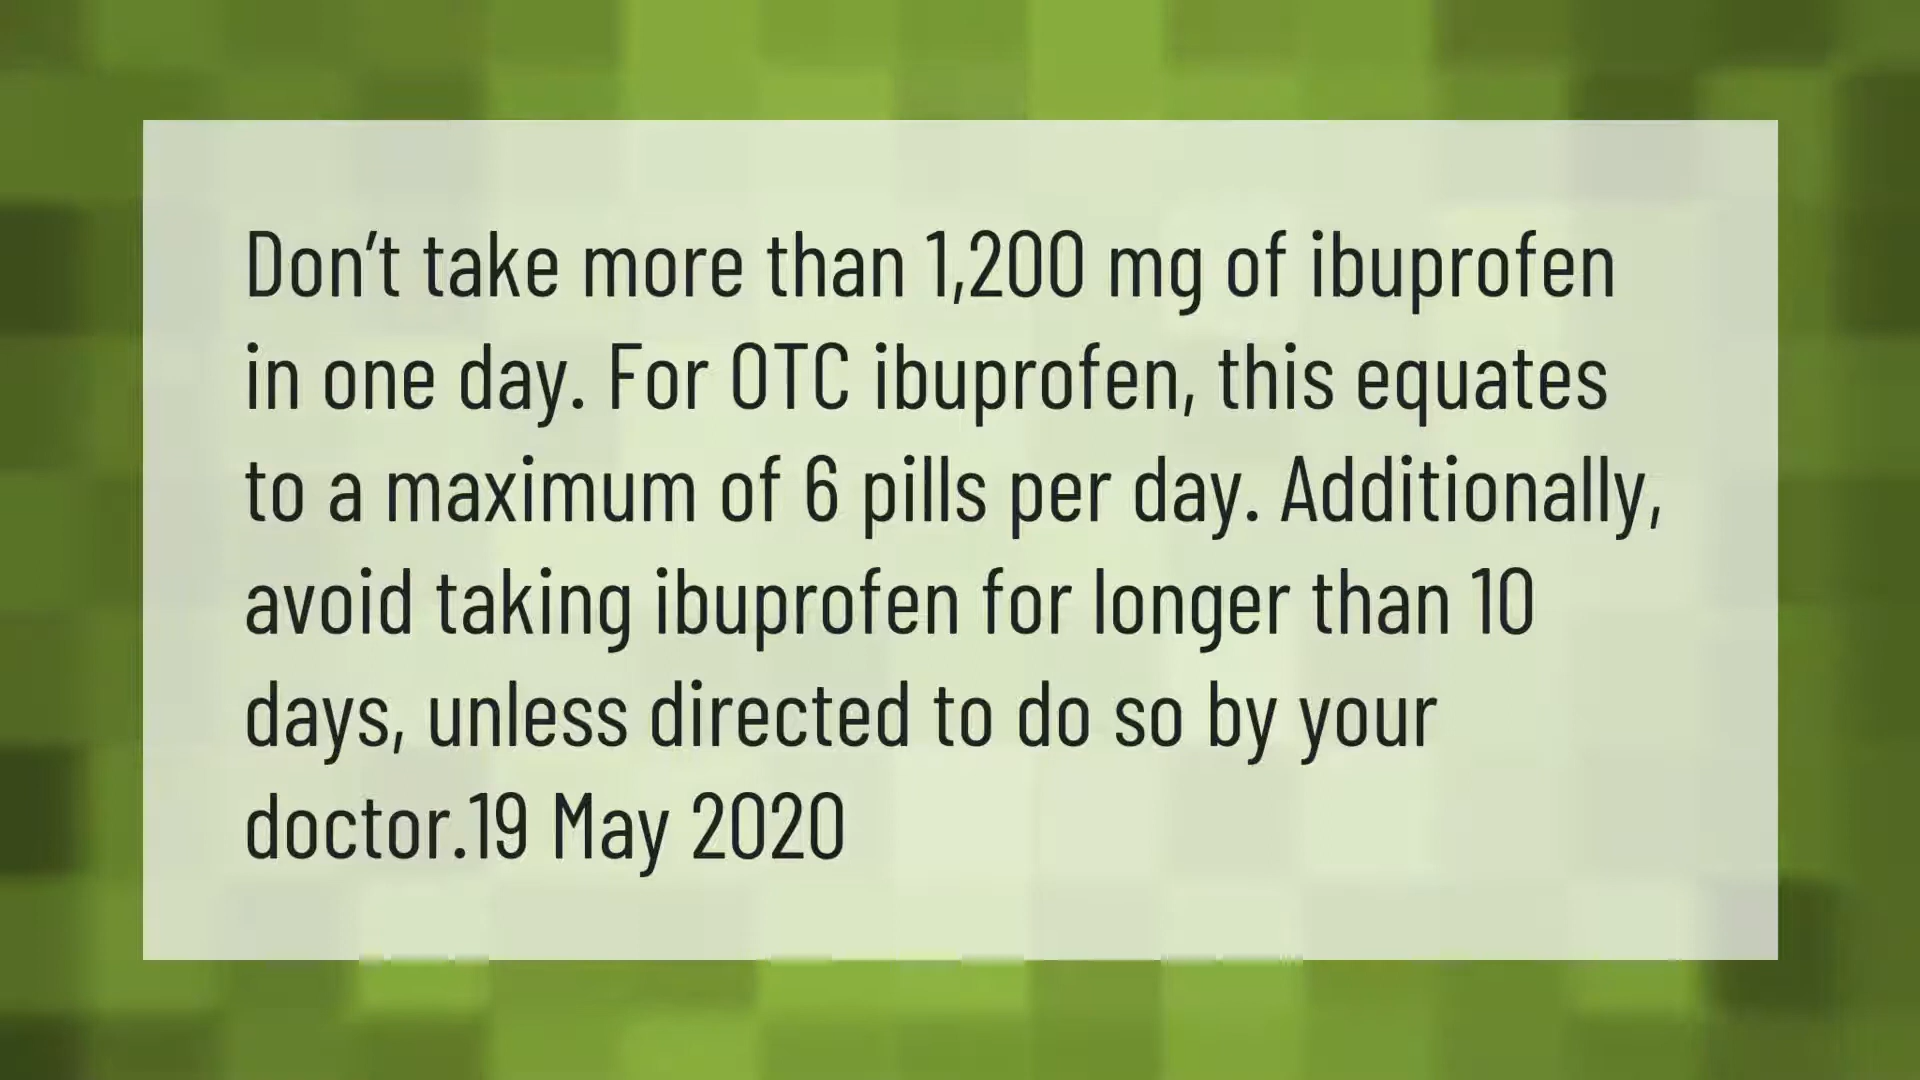 Don’t take more than 1,200 mg of ibuprofen
in one day. For OTC ibuprofen, this equates
to a maximum of 6 pills per day. Additionally,
avoid taking ibuprofen for longer than 10
days, unless directed to do so by your
doctor.19 May 2020